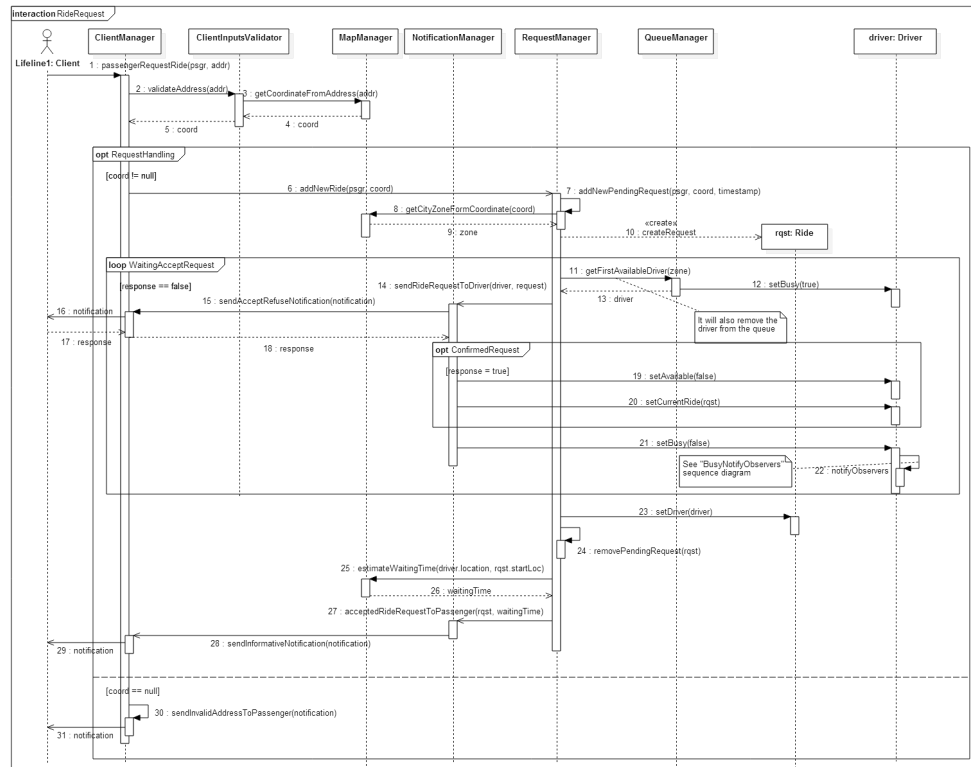 interaction RideRequest
ClientManager
ClientInputsValidator
MapManager
NotificationManager
RequestManager
QueueManager
driver: Driver
Lifeline1: Client
1 : passengerRequestRide(psgr, addr)
2 : validateAddress(addr)
3 : getCoordinateFromAddress(addr)
4 : coord
5 : coord
opt RequestHandling
[coord != null]
6 : addNewRide(psgr, coord)
7 : addNewPendingRequest(psgr, coord, timestamp)
8 : getCityZoneFormCoordinate(coord)
9 : zone
«create»
10 : createRequest
rqst: Ride
loop WaitingAcceptRequest
[response == false]
11 : getFirstAvailableDriver(zone)
12 : setBusy(true)
13 : driver
14 : sendRideRequestToDriver(driver, request)
15 : sendAcceptRefuseNotification(notification)
16 : notification
It will also remove the
driver from the queue
17 : response
18 : response
opt ConfirmedRequest
[response = true]
19 : setAvailable(false)
20 : setCurrentRide(rqst)
21 : setBusy(false)
See "BusyNotifyObservers"
sequence diagram
22 : notifyObservers
23 : setDriver(driver)
24 : removePendingRequest(rqst)
25 : estimateWaitingTime(driver.location, rqst.startLoc)
26 : waitingTime
27 : acceptedRideRequestToPassenger(rqst, waitingTime)
28 : sendInformativeNotification(notification)
29 : notification
[coord == null]
30 : sendInvalidAddressToPassenger(notification)
31 : notification